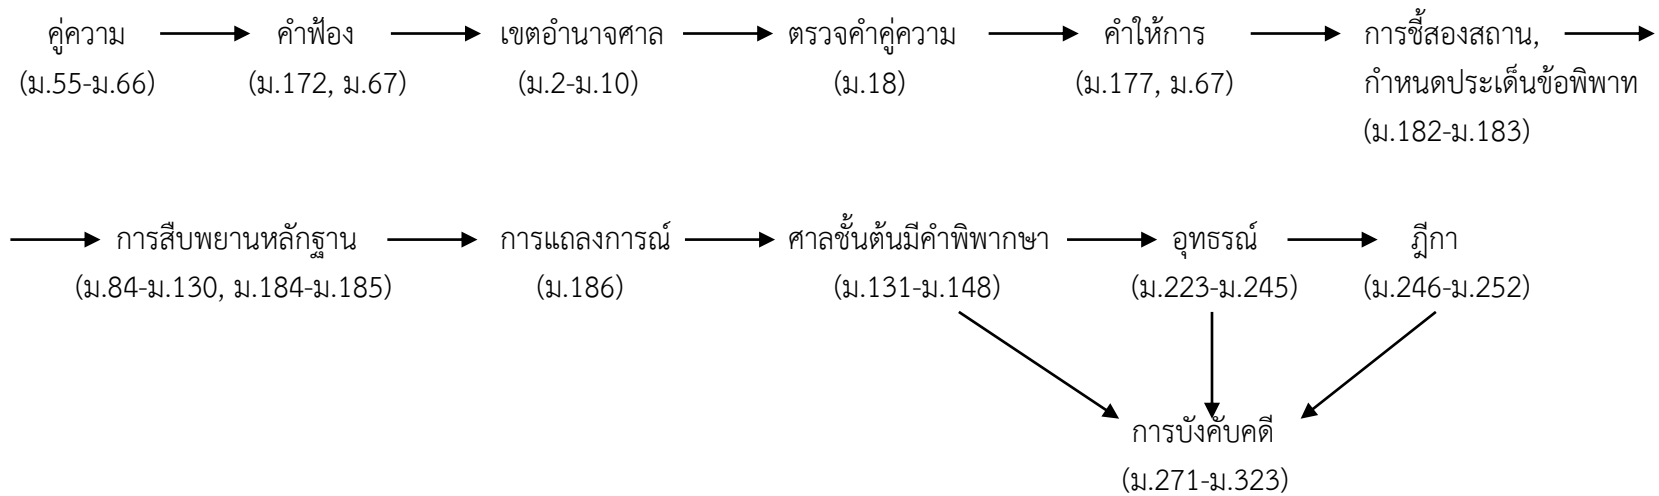 คู่ความ คำฟ้อง เขตอำนาจศาล ตรวจคำคู่ความ คำให้การ การชี้สองสถาน,
(ม.55-ม.66) (ม.172, ม.67) (ม.2-ม.10) (ม.18) (ม.177, ม.67) กำหนดประเด็นข้อพิพาท
(ม.182-ม.183)
การสืบพยานหลักฐาน การแถลงการณ์ ศาลชั้นต้นมีคำพิพากษา อุทธรณ์ ฎีกา
(ม.84-ม.130, ม.184-ม.185) (ม.186) (ม.131-ม.148) (ม.223-ม.245) (ม.246-ม.252)
การบังคับคดี
(ม.271-ม.323)